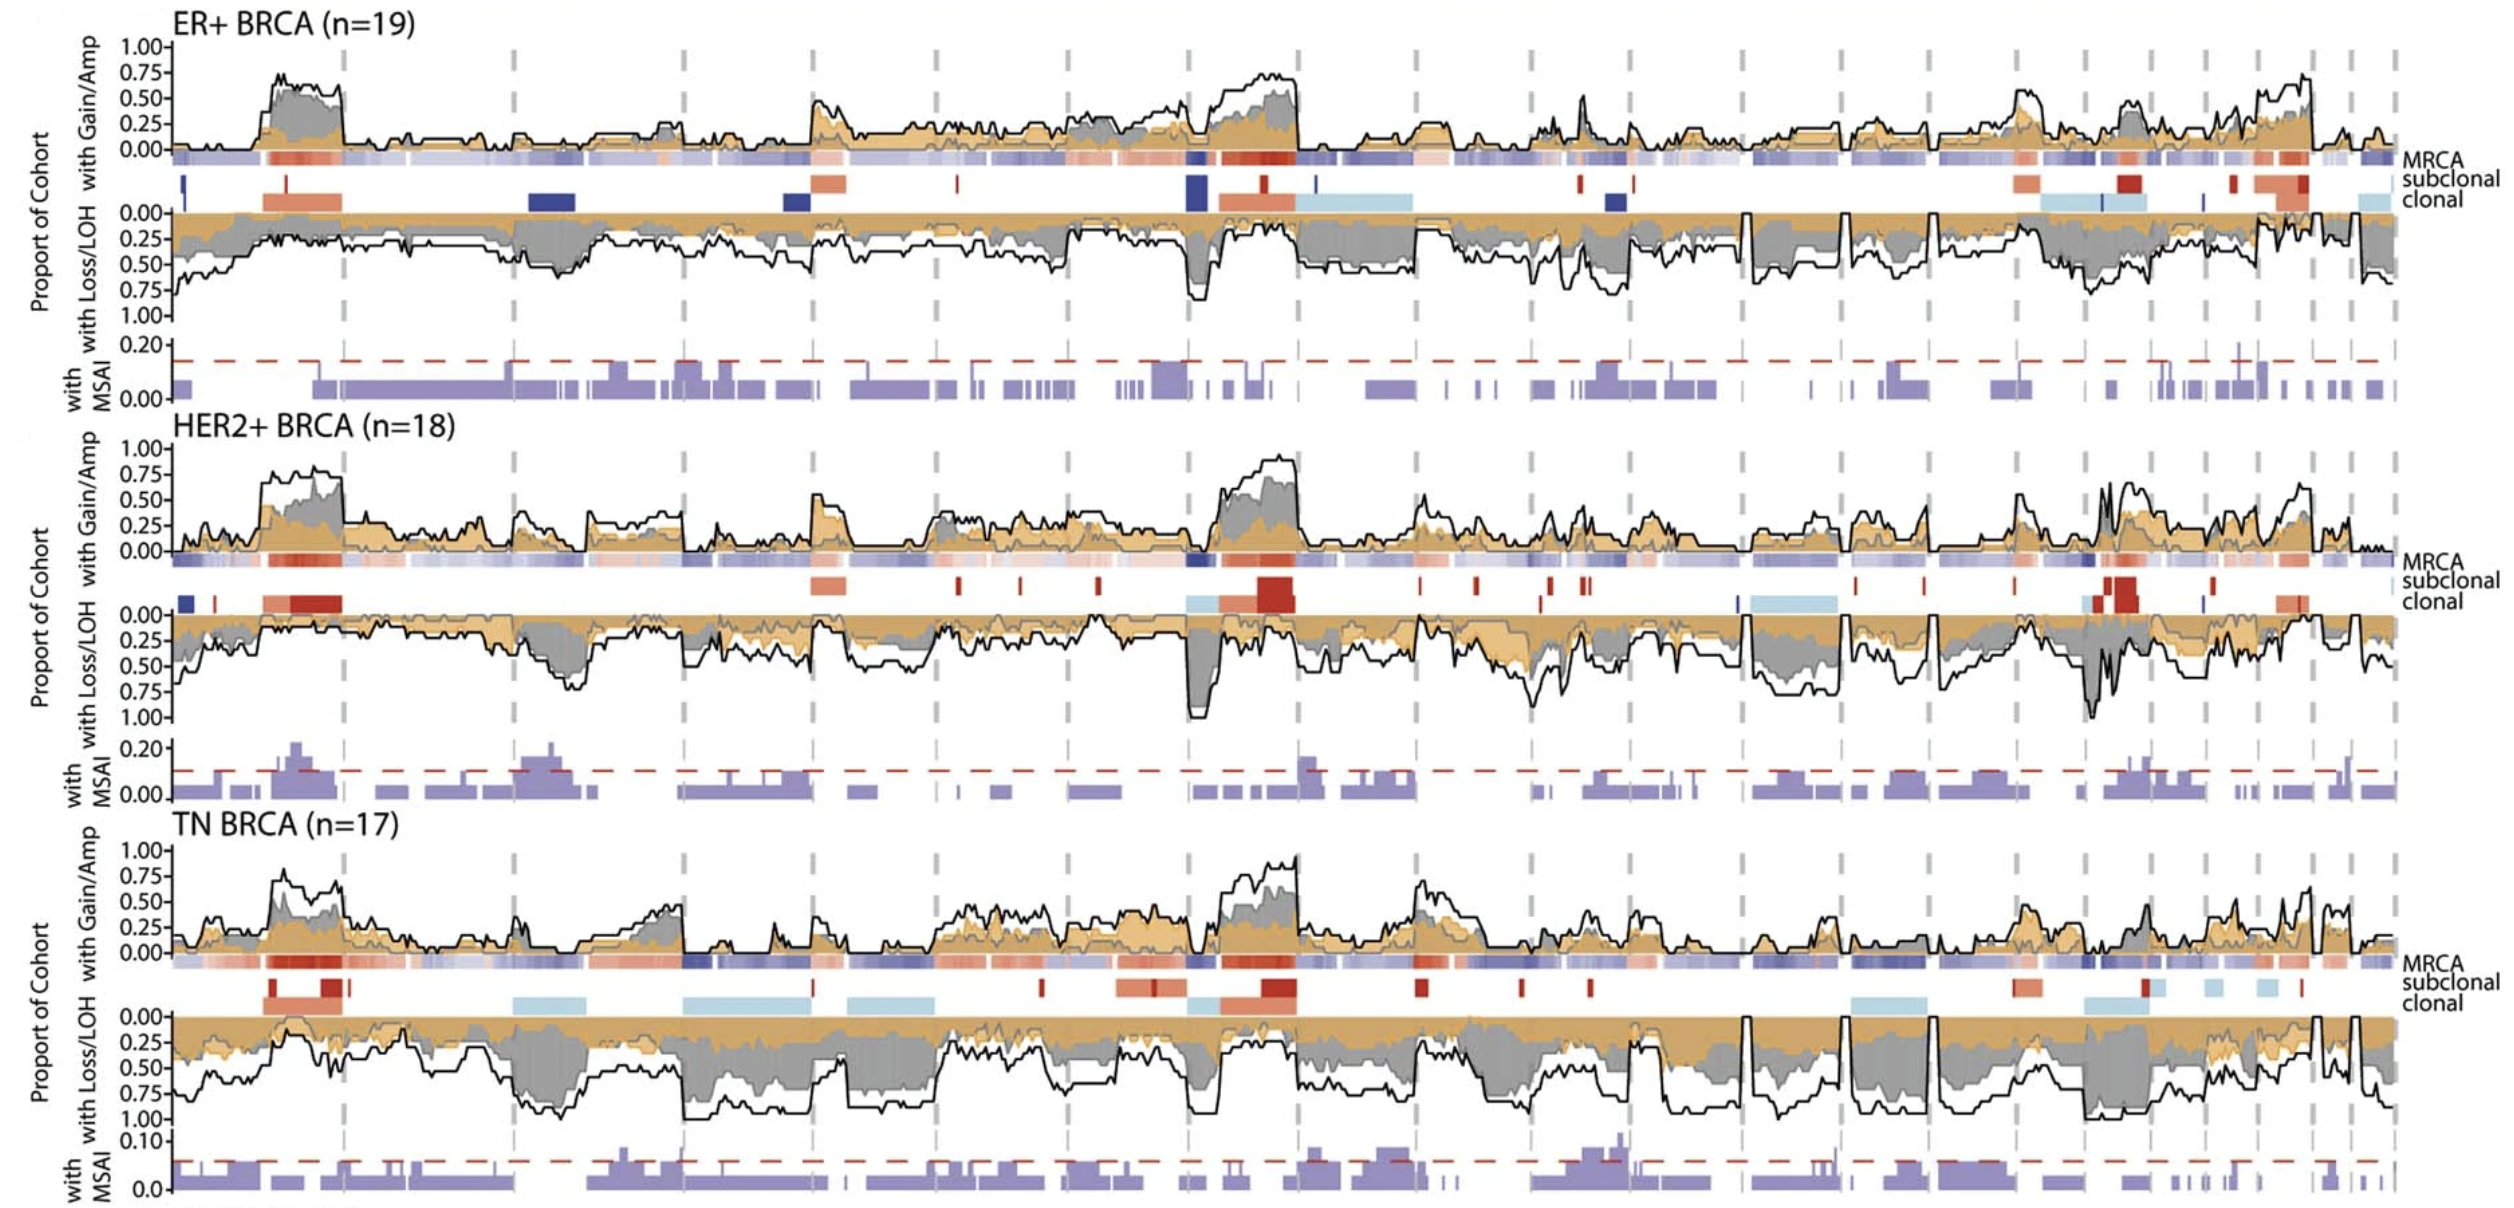 ER+ BRCA (n=19)
Proport of Cohort
with Gain/Amp
1.00
0.75
0.50
0.25
0.00
MRCA
subclonal
clonal
with Loss/LOH
0.00
0.25
0.50
0.75
1.00
with
MSAI
0.20
0.00
HER2+ BRCA (n=18)
Proport of Cohort
with Gain/Amp
1.00
0.75
0.50
0.25
0.00
MRCA
subclonal
clonal
with Loss/LOH
0.00
0.25
0.50
0.75
1.00
with
MSAI
0.20
0.00
TN BRCA (n=17)
Proport of Cohort
with Gain/Amp
1.00
0.75
0.50
0.25
0.00
MRCA
subclonal
clonal
with Loss/LOH
0.00
0.25
0.50
0.75
1.00
with
MSAI
0.10
0.0